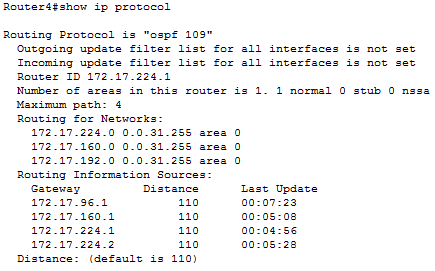 Router4#show ip protocol
Routing Protocol is "ospf 109"
Outgoing update filter list for all interfaces is not set
Incoming update filter list for all interfaces is not set
Router ID 172.17.224.1
Number of areas in this router is 1. 1 normal 0 stub 0 nssa
Maximum path: 4
Routing for Networks:
172.17.224.0 0.0.31.255 area 0
172.17.160.0 0.0.31.255 area 0
172.17.192.0 0.0.31.255 area 0
Routing Information Sources:
Gateway Distance Last Update
172.17.96.1 110 00:07:23
172.17.160.1 110 00:05:08
172.17.224.1 110 00:04:56
172.17.224.2 110 00:05:28
Distance: (default is 110)